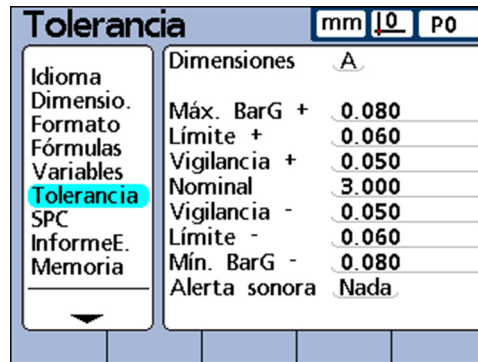 Tolerancia
mm 0 P0
Idioma
Dimensio.
Formato
Fórmulas
Variables
Tolerancia
SPC
InformeE.
Memoria
Dimensiones A
Máx. BarG + 0.080
Límite + 0.060
Vigilancia + 0.050
Nominal 3.000
Vigilancia - 0.050
Límite - 0.060
Mín. BarG - 0.080
Alerta sonora Nada